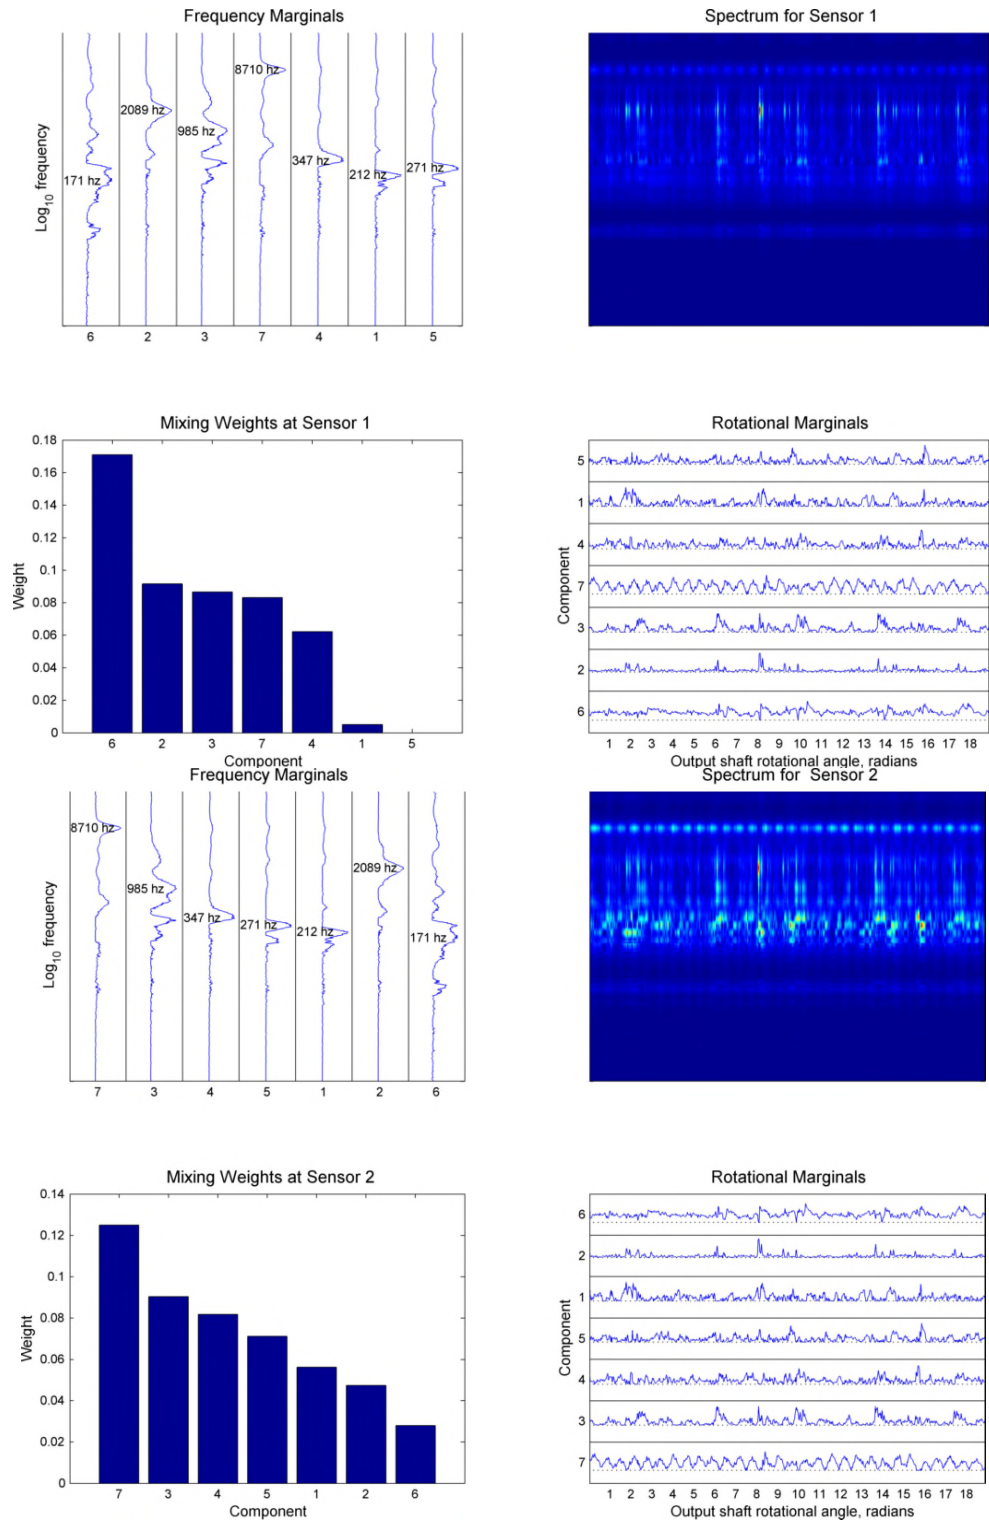 Frequency Marginals
Log10 frequency
171 hz
2089 hz
985 hz
8710 hz
347 hz
212 hz
271 hz
6 2 3 7 4 1 5
Spectrum for Sensor 1
Mixing Weights at Sensor 1
Weight
0.18
0.16
0.14
0.12
0.1
0.08
0.06
0.04
0.02
0
6 2 3 7 4 1 5
Component
Rotational Marginals
Component
5
1
4
7
3
2
6
1 2 3 4 5 6 7 8 9 10 11 12 13 14 15 16 17 18
Output shaft rotational angle, radians
Frequency Marginals
Log10 frequency
8710 hz
985 hz
347 hz
271 hz
212 hz
2089 hz
171 hz
7 3 4 5 1 2 6
Spectrum for Sensor 2
Mixing Weights at Sensor 2
Weight
0.14
0.12
0.1
0.08
0.06
0.04
0.02
0
7 3 4 5 1 2 6
Component
Rotational Marginals
Component
6
2
1
5
4
3
7
1 2 3 4 5 6 7 8 9 10 11 12 13 14 15 16 17 18
Output shaft rotational angle, radians